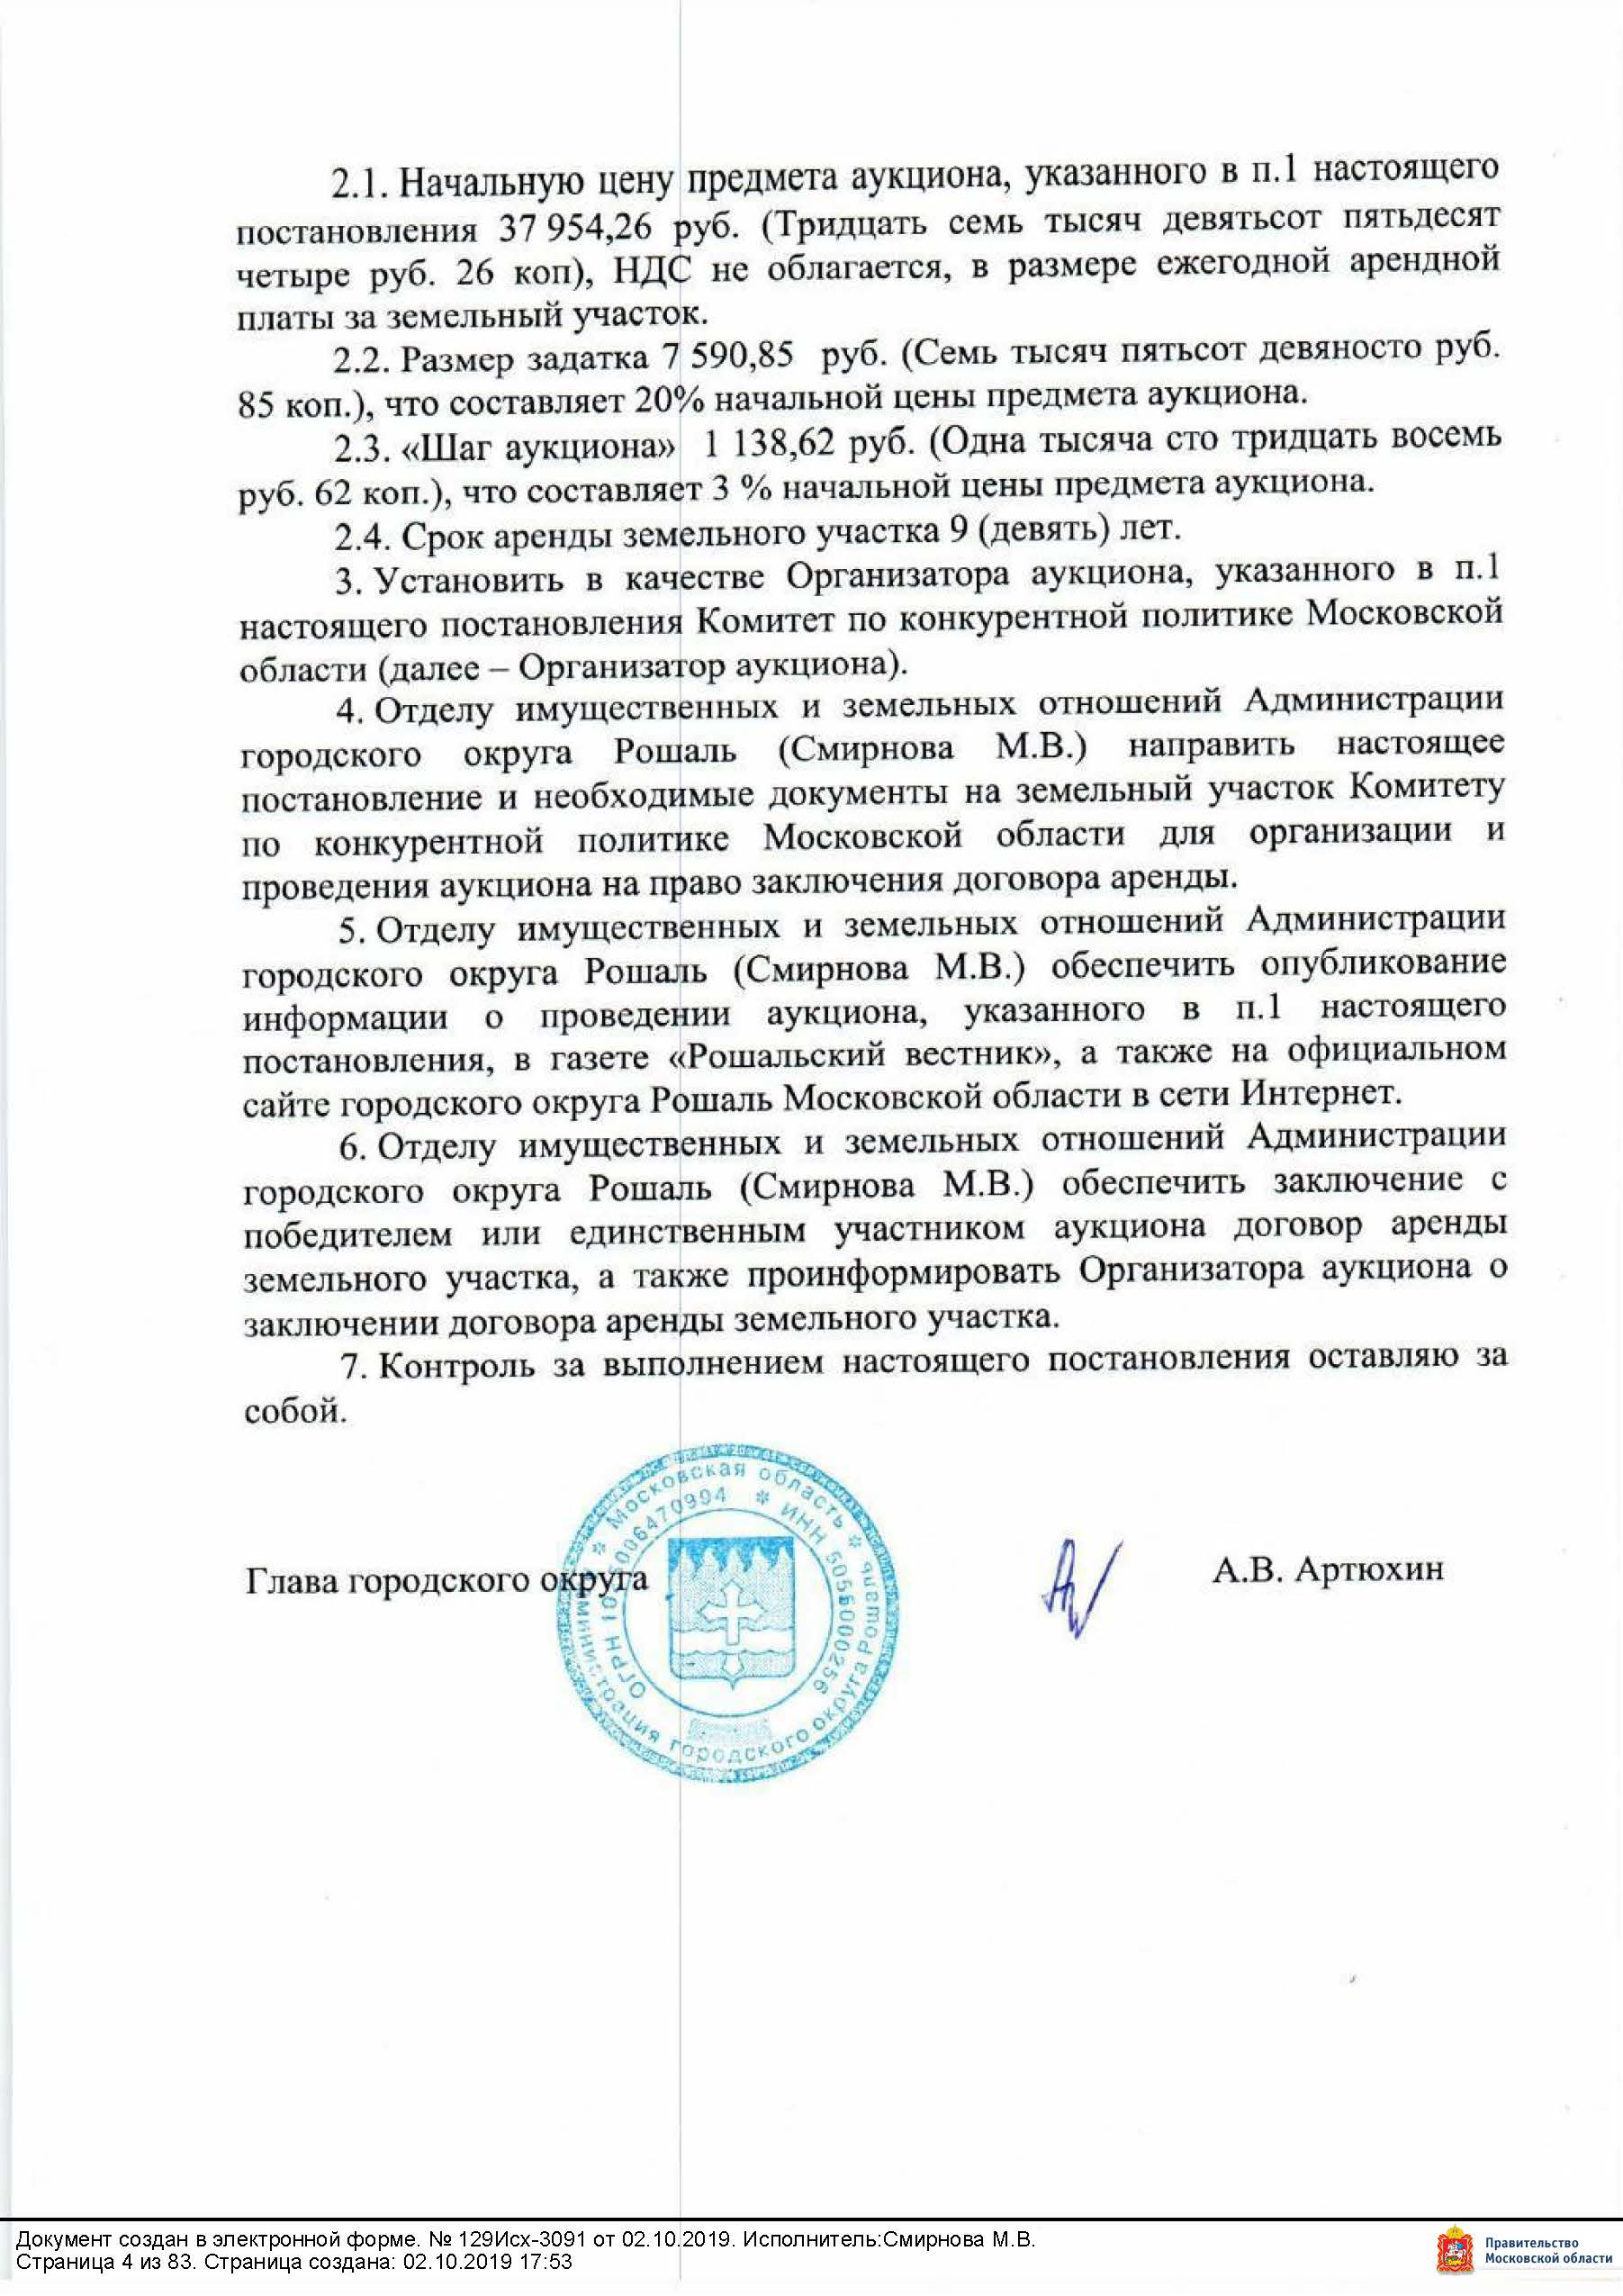 2.1. Начальную цену предмета аукциона, указанного в п.1 настоящего
постановления 37 954,26 руб. (Тридцать семь тысяч девятьсот пятьдесят
четыре руб. 26 коп), НДС не облагается, в размере ежегодной арендной
платы за земельный участок.
2.2. Размер задатка 7 590,85 руб. (Семь тысяч пятьсот девяносто руб.
85 коп.), что составляет 20% начальной цены предмета аукциона.
2.3. «Шаг аукциона» 1 138,62 руб. (Одна тысяча сто тридцать восемь
руб. 62 коп.), что составляет 3 % начальной цены предмета аукциона.
2.4. Срок аренды земельного участка 9 (девять) лет.
3. Установить в качестве Организатора аукциона, указанного в п.1
настоящего постановления Комитет по конкурентной политике Московской
области (далее – Организатор аукциона).
4. Отделу имущественных и земельных отношений Администрации
городского округа Рошаль (Смирнова М.В.) направить настоящее
постановление и необходимые документы на земельный участок Комитету
по конкурентной политике Московской области для организации и
проведения аукциона на право заключения договора аренды.
5. Отделу имущественных и земельных отношений Администрации
городского округа Рошаль (Смирнова М.В.) обеспечить опубликование
информации о проведении аукциона, указанного в п.1 настоящего
постановления, в газете «Рошальский вестник», а также на официальном
сайте городского округа Рошаль Московской области в сети Интернет.
6. Отделу имущественных и земельных отношений Администрации
городского округа Рошаль (Смирнова М.В.) обеспечить заключение с
победителем или единственным участником аукциона договор аренды
земельного участка, а также проинформировать Организатора аукциона о
заключении договора аренды земельного участка.
7. Контроль за выполнением настоящего постановления оставляю за
собой.
Глава городского округа
А.В. Артюхин
* Московская область *
Администрация городского округа Рошаль
ОГРН * ИНН 5055000256
Документ создан в электронной форме. № 129Исх-3091 от 02.10.2019. Исполнитель:Смирнова М.В.
Страница 4 из 83. Страница создана: 02.10.2019 17:53
Правительство
Московской области